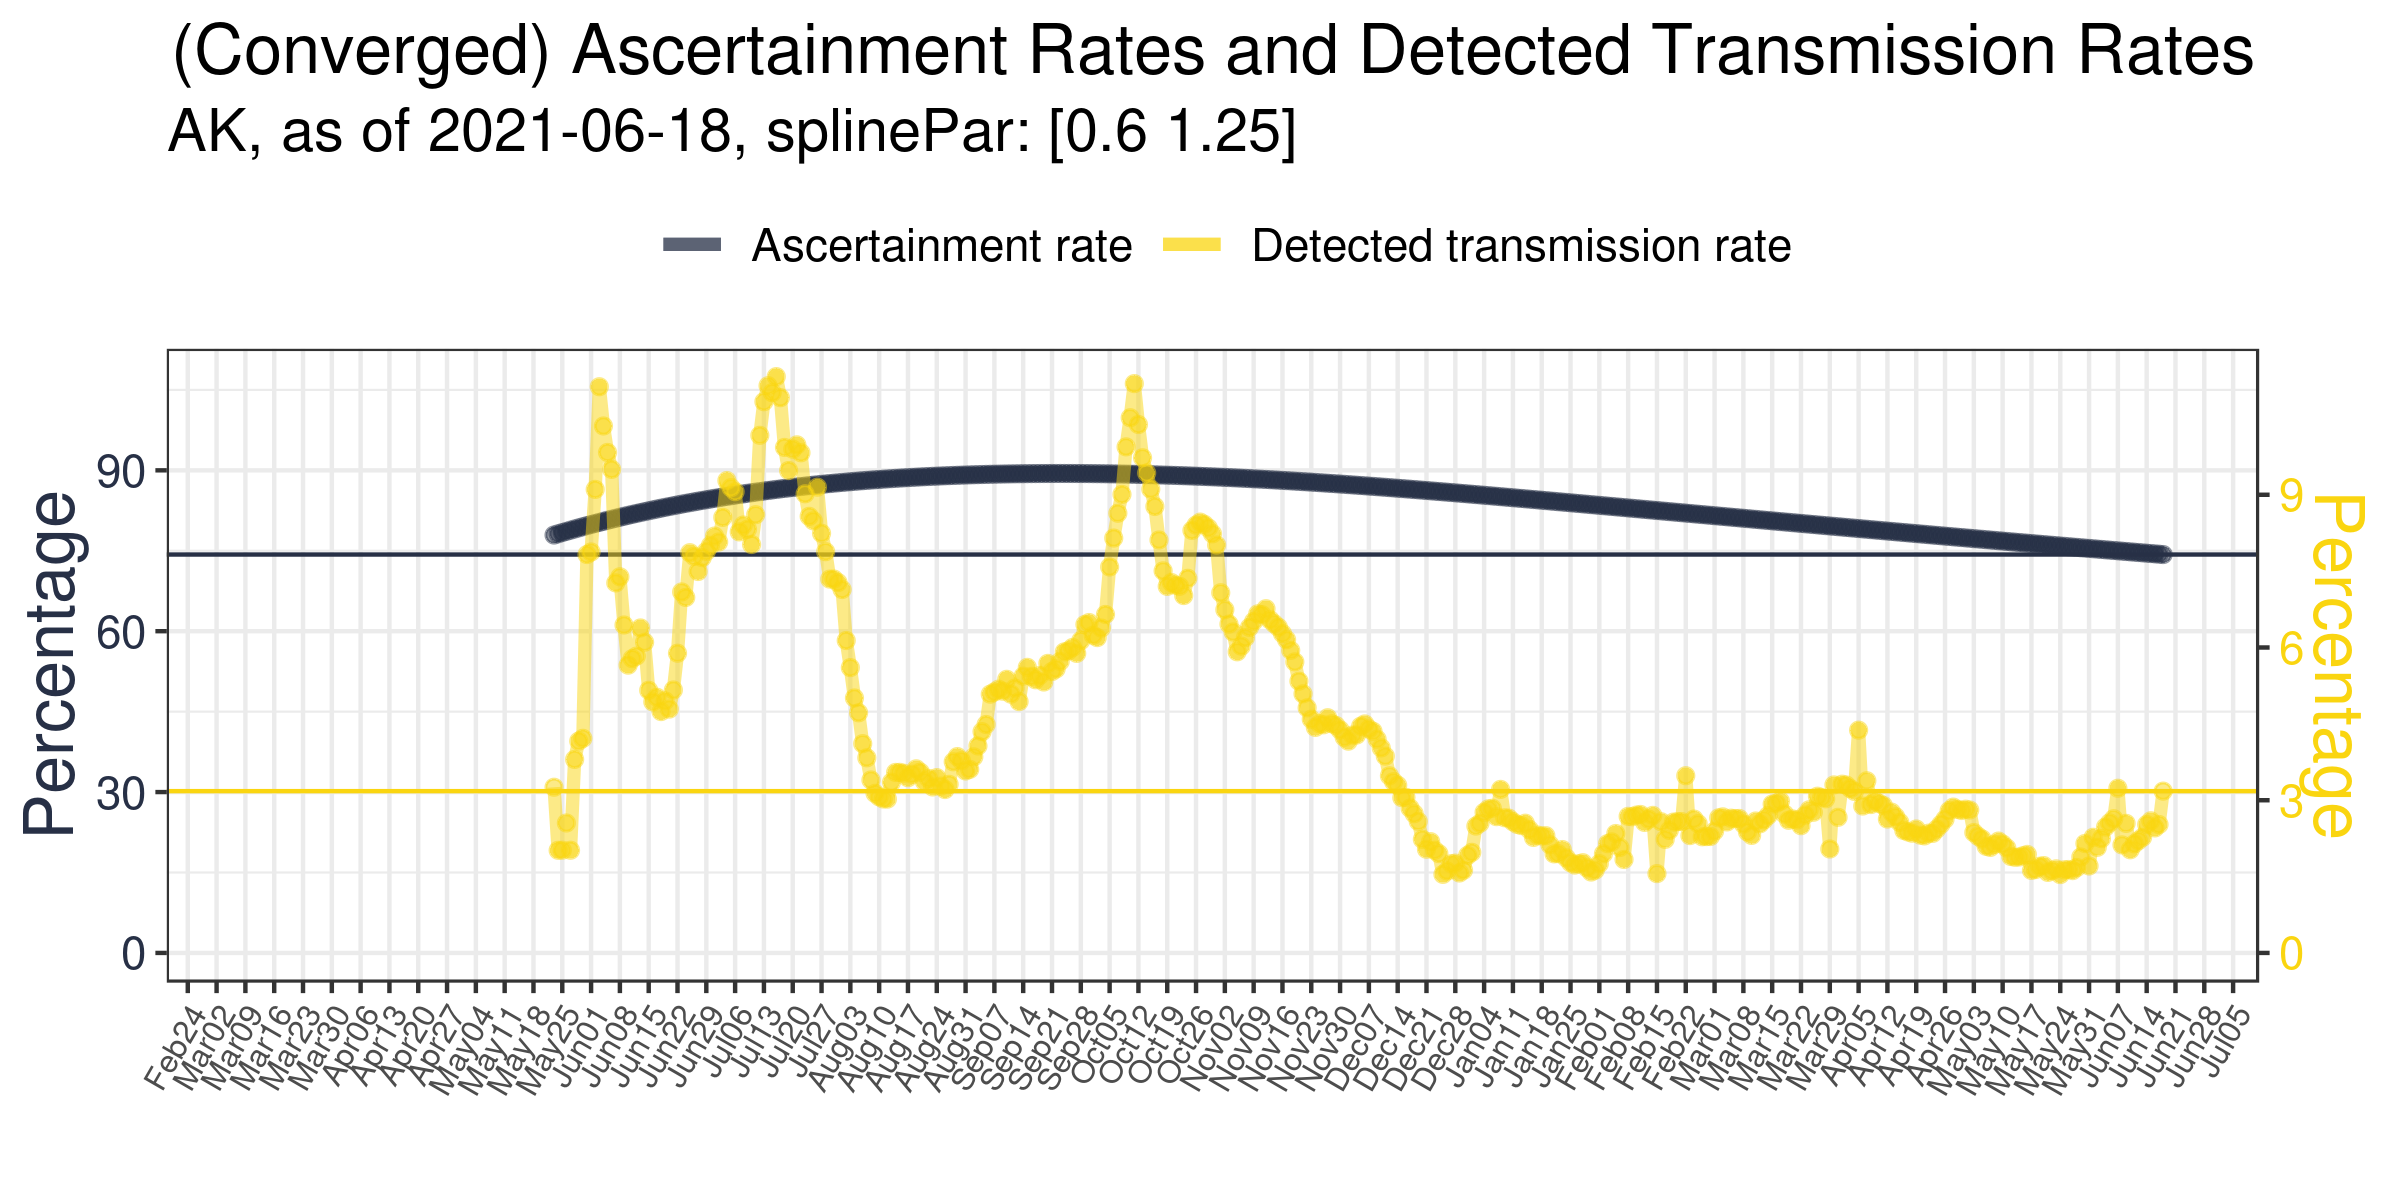 (Converged) Ascertainment Rates and Detected Transmission Rates
AK, as of 2021-06-18, splinePar: [0.6 1.25]
Ascertainment rate Detected transmission rate
Percentage
90
60
30
0
9
6
3
0
Percentage
Feb24 Mar02 Mar09 Mar16 Mar23 Mar30 Apr06 Apr13 Apr20 Apr27 May04 May11 May18 May25 Jun01 Jun08 Jun15 Jun22 Jun29 Jul06 Jul13 Jul20 Jul27 Aug03 Aug10 Aug17 Aug24 Aug31 Sep07 Sep14 Sep21 Sep28 Oct05 Oct12 Oct19 Oct26 Nov02 Nov09 Nov16 Nov23 Nov30 Dec07 Dec14 Dec21 Dec28 Jan04 Jan11 Jan18 Jan25 Feb01 Feb08 Feb15 Feb22 Mar01 Mar08 Mar15 Mar22 Mar29 Apr05 Apr12 Apr19 Apr26 May03 May10 May17 May24 May31 Jun07 Jun14 Jun21 Jun28 Jul05